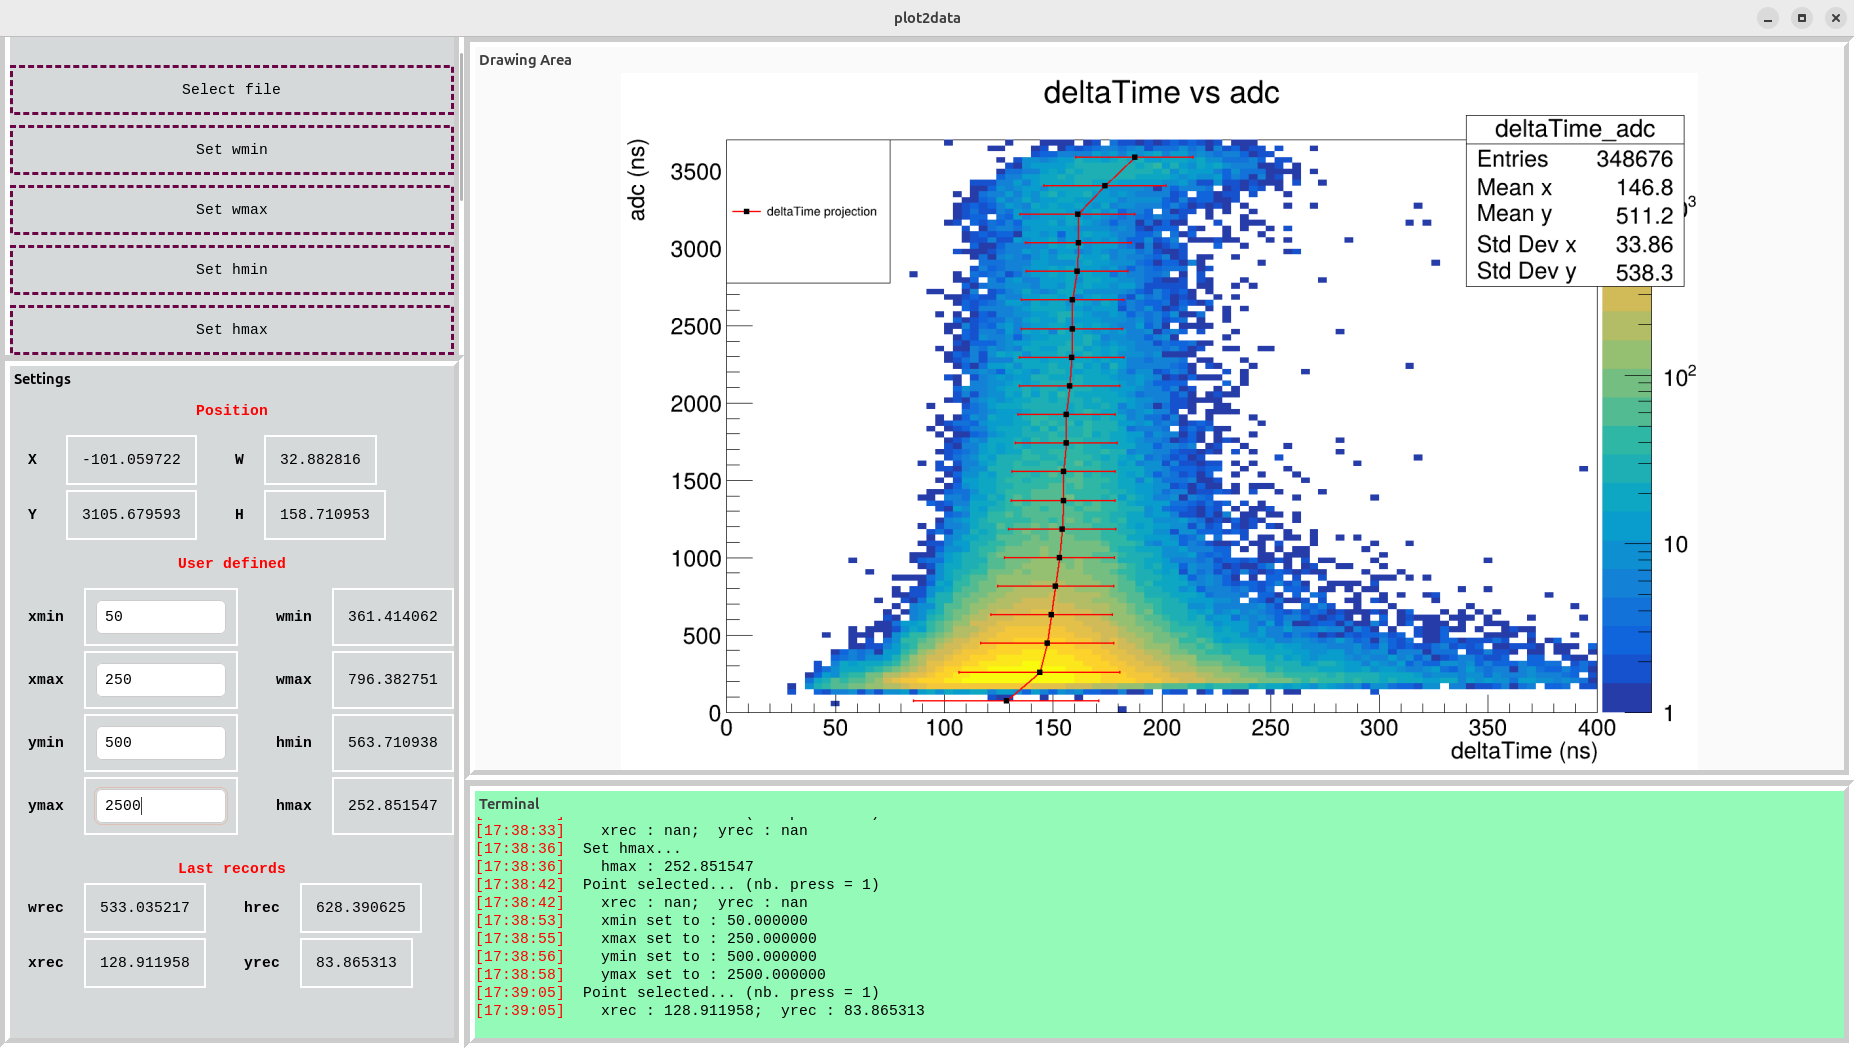 plot2data
Select file
Set wmin
Set wmax
Set hmin
Set hmax
Settings
Position
X -101.059722 W 32.882816
Y 3105.679593 H 158.710953
User defined
xmin 50 wmin 361.414062
xmax 250 wmax 796.382751
ymin 500 hmin 563.710938
ymax 2500 hmax 252.851547
Last records
wrec 533.035217 hrec 628.390625
xrec 128.911958 yrec 83.865313
Drawing Area
deltaTime vs adc
adc (ns)
3500
3000
2500
2000
1500
1000
500
0
deltaTime projection
deltaTime_adc
Entries 348676
Mean x 146.8
Mean y 511.2
Std Dev x 33.86
Std Dev y 538.3
10²
10
1
0 50 100 150 200 250 300 350 400
deltaTime (ns)
Terminal
[17:38:33] xrec : nan; yrec : nan
[17:38:36] Set hmax...
[17:38:36] hmax : 252.851547
[17:38:42] Point selected... (nb. press = 1)
[17:38:42] xrec : nan; yrec : nan
[17:38:53] xmin set to : 50.000000
[17:38:55] xmax set to : 250.000000
[17:38:56] ymin set to : 500.000000
[17:38:58] ymax set to : 2500.000000
[17:39:05] Point selected... (nb. press = 1)
[17:39:05] xrec : 128.911958; yrec : 83.865313